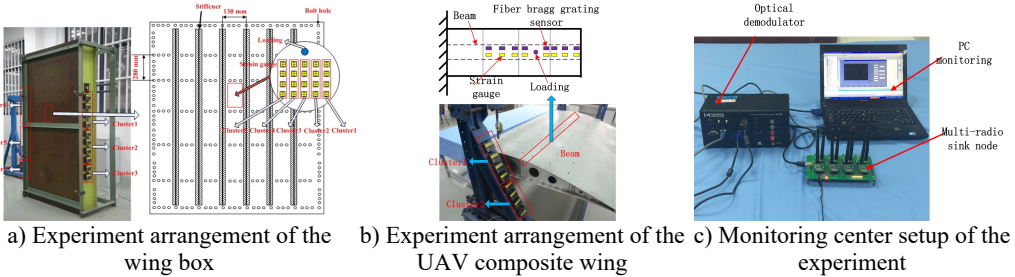 Stiffener
130 mm
Bolt hole
Loading
280 mm
Strain gauge
Cluster1
Cluster2
Cluster3
Cluster4
Cluster3
Cluster2
Cluster1
a) Experiment arrangement of the
wing box
Beam
Fiber bragg grating
sensor
Strain
gauge
Loading
Cluster1
Beam
Cluster2
b) Experiment arrangement of the
UAV composite wing
Optical
demodulator
PC
monitoring
Multi-radio
sink node
c) Monitoring center setup of the
experiment